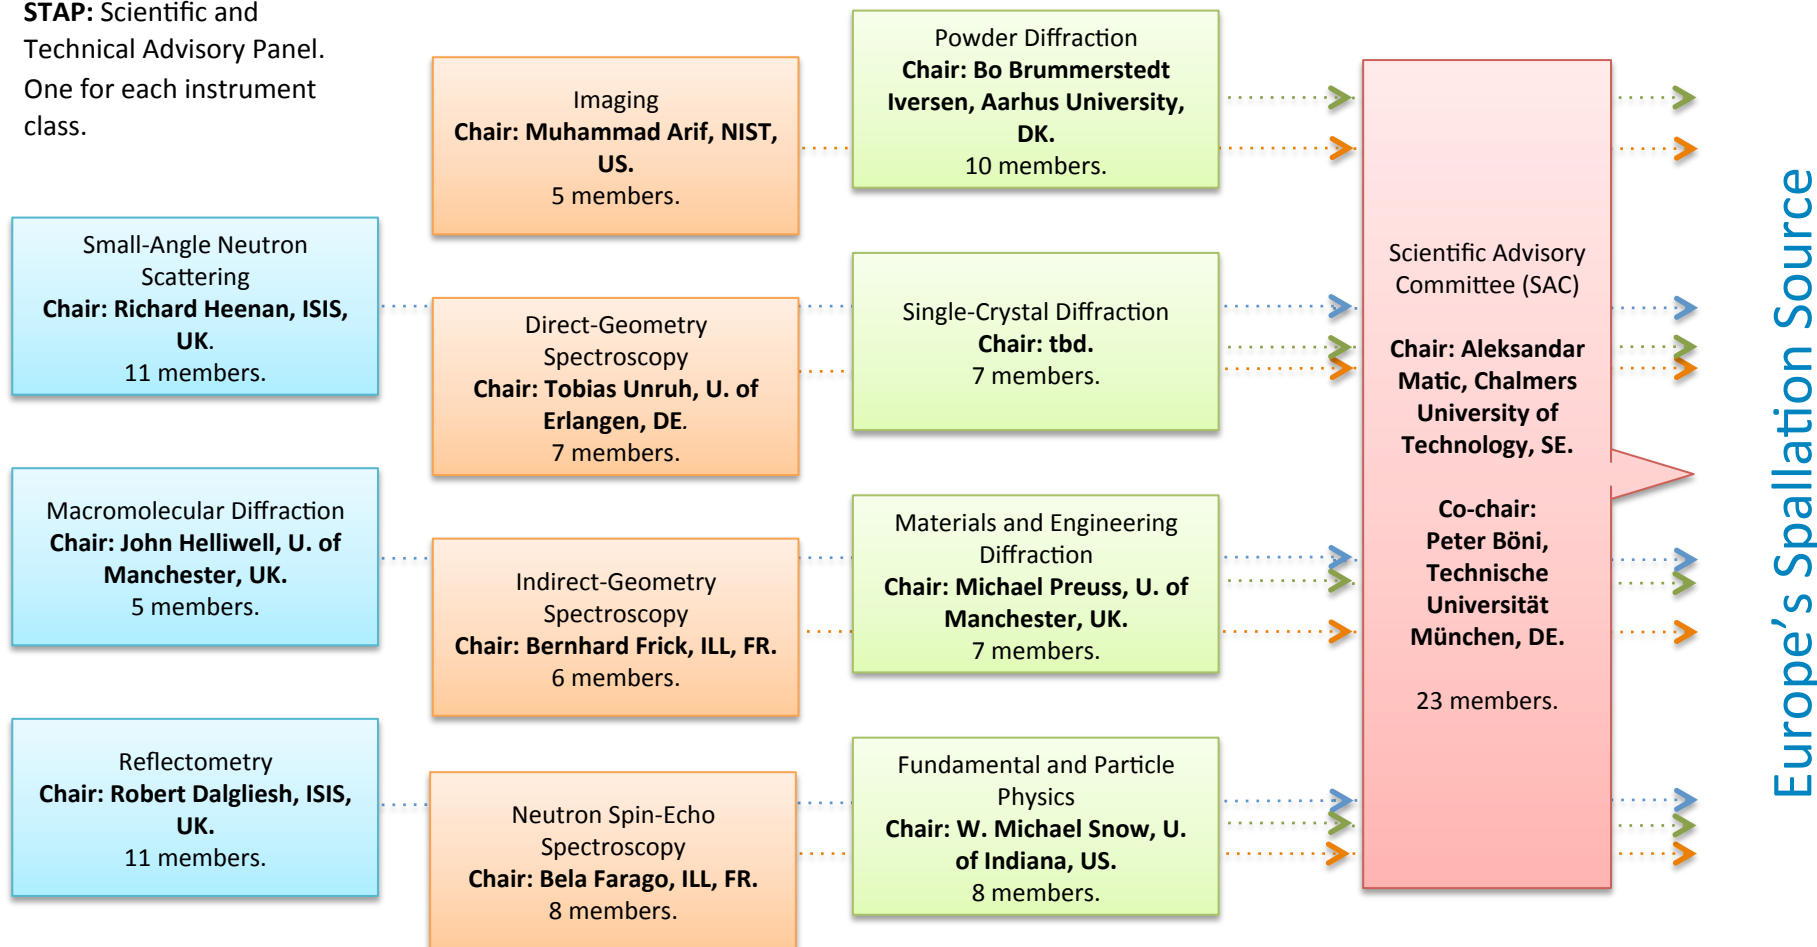 STAP: Scientific and
Technical Advisory Panel.
One for each instrument
class.
Small-Angle Neutron
Scattering
Chair: Richard Heenan, ISIS,
UK.
11 members.
Macromolecular Diffraction
Chair: John Helliwell, U. of
Manchester, UK.
5 members.
Reflectometry
Chair: Robert Dalgliesh, ISIS,
UK.
11 members.
Imaging
Chair: Muhammad Arif, NIST,
US.
5 members.
Direct-Geometry
Spectroscopy
Chair: Tobias Unruh, U. of
Erlangen, DE.
7 members.
Indirect-Geometry
Spectroscopy
Chair: Bernhard Frick, ILL, FR.
6 members.
Neutron Spin-Echo
Spectroscopy
Chair: Bela Farago, ILL, FR.
8 members.
Powder Diffraction
Chair: Bo Brummerstedt
Iversen, Aarhus University,
DK.
10 members.
Single-Crystal Diffraction
Chair: tbd.
7 members.
Materials and Engineering
Diffraction
Chair: Michael Preuss, U. of
Manchester, UK.
7 members.
Fundamental and Particle
Physics
Chair: W. Michael Snow, U.
of Indiana, US.
8 members.
Scientific Advisory
Committee (SAC)
Chair: Aleksandar
Matic, Chalmers
University of
Technology, SE.
Co-chair:
Peter Böni,
Technische
Universität
München, DE.
23 members.
Europe's Spallation Source